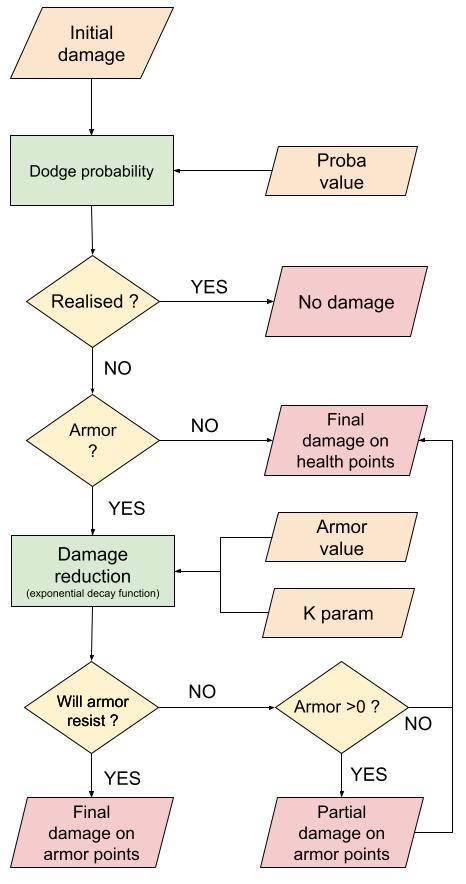 Initial
damage
Dodge probability
Proba
value
Realised ?
YES
No damage
NO
Armor
?
NO
Final
damage on
health points
YES
Damage
reduction
(exponential decay function)
Armor
value
K param
Will armor
resist ?
NO
Armor >0 ?
NO
YES
YES
Final
damage on
armor points
Partial
damage on
armor points